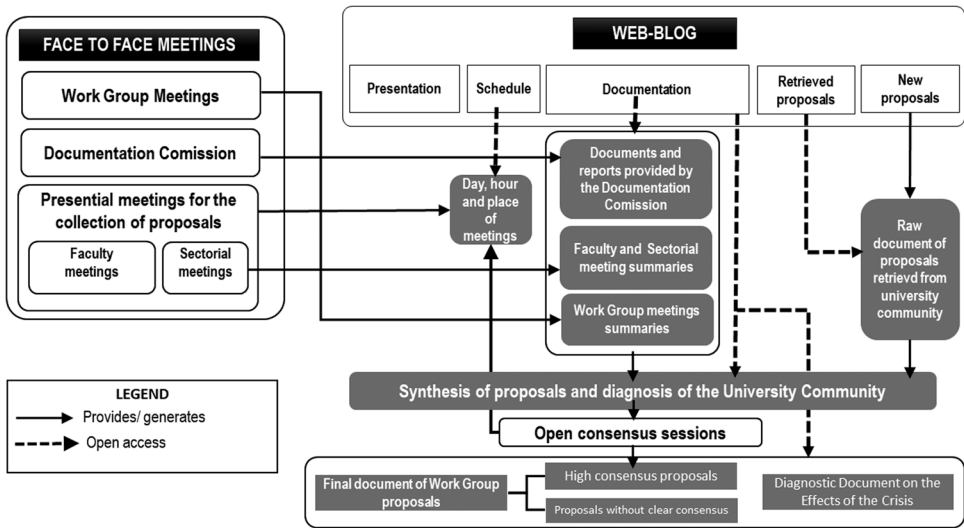 FACE TO FACE MEETINGS
Work Group Meetings
Documentation Comission
Presential meetings for the
collection of proposals
Faculty
meetings
Sectorial
meetings
WEB-BLOG
Presentation
Schedule
Documentation
Retrieved
proposals
New
proposals
Documents and
reports provided by
the Documentation
Comission
Day, hour
and place
of
meetings
Faculty and Sectorial
meeting summaries
Work Group meetings
summaries
Raw
document of
proposals
retrievd from
university
community
Synthesis of proposals and diagnosis of the University Community
Open consensus sessions
Final document of Work Group
proposals
High consensus proposals
Proposals without clear consensus
Diagnostic Document on the
Effects of the Crisis
LEGEND
Provides/ generates
Open access